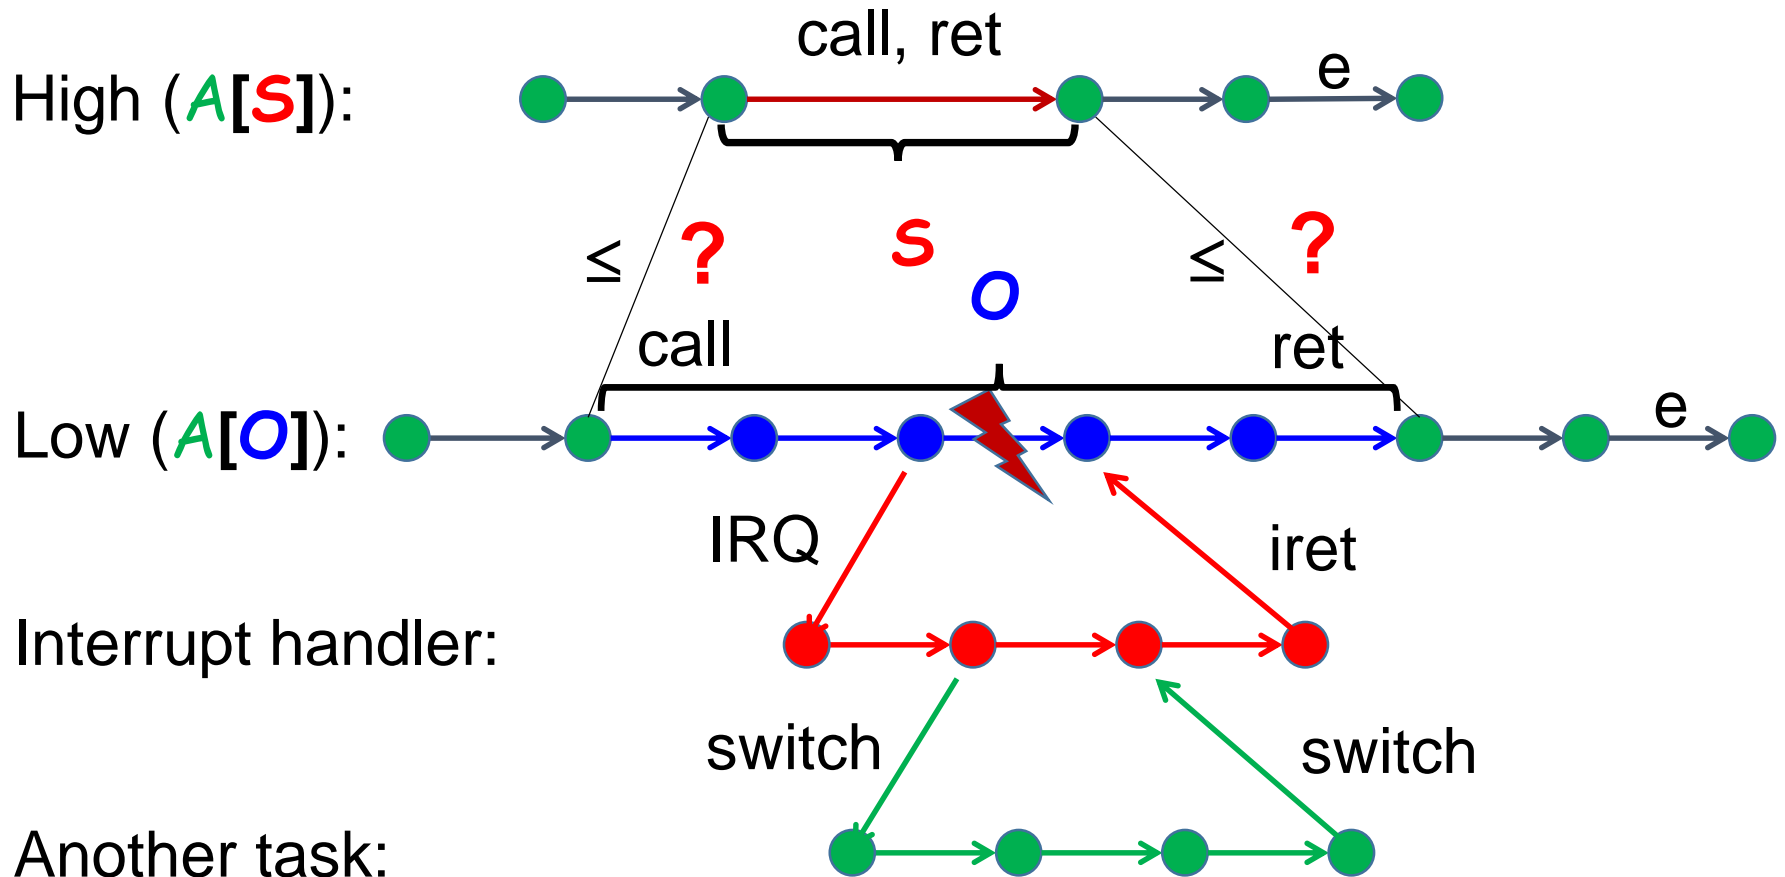 call, ret
High (A[S]): e
≤ ? S ≤ ?
O
call ret
Low (A[O]): e
IRQ iret
Interrupt handler:
switch switch
Another task: